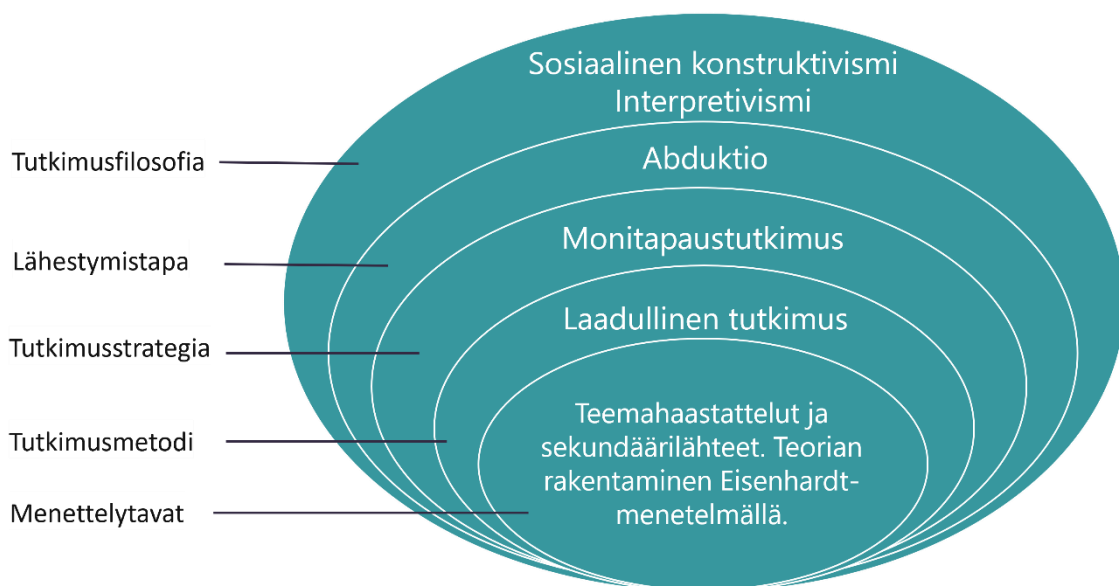 Sosiaalinen konstruktivismi
Interpretivismi
Tutkimusfilosofia
Abduktio
Lähestymistapa
Monitapaustutkimus
Tutkimusstrategia
Laadullinen tutkimus
Tutkimusmetodi
Teemahaastattelut ja
sekundäärilähteet. Teorian
rakentaminen Eisenhardt-
menetelmällä.
Menettelytavat